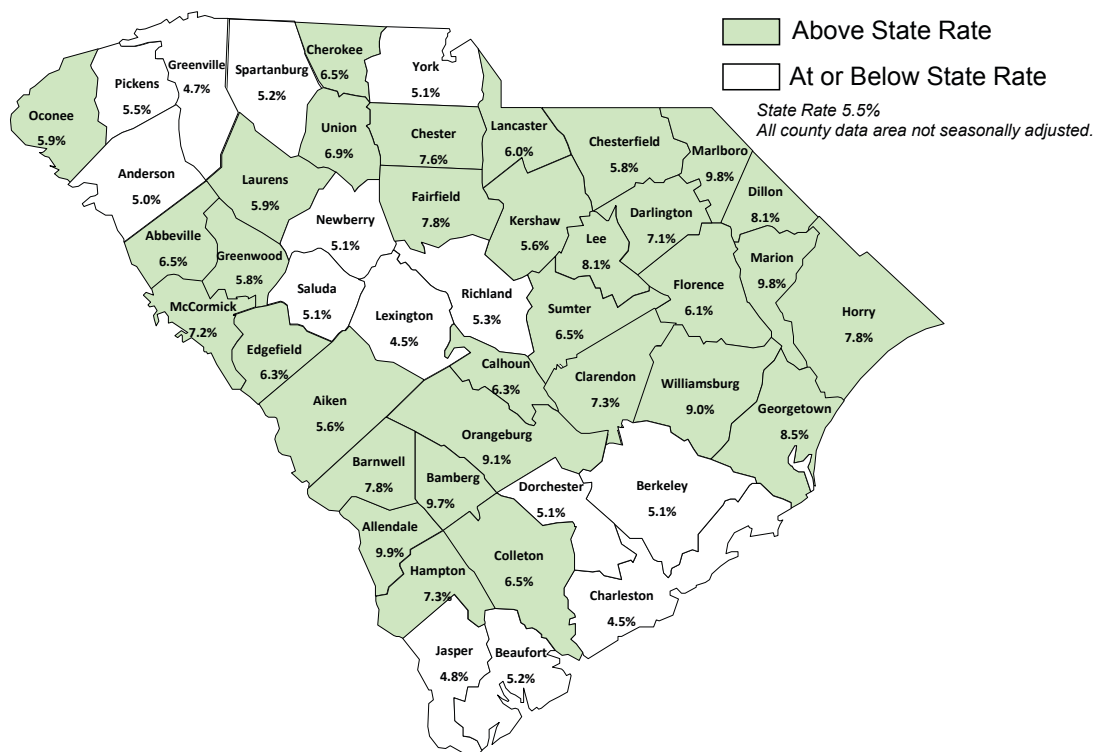 Above State Rate
At or Below State Rate
State Rate 5.5%
All county data area not seasonally adjusted.
Cherokee
6.5%
York
5.1%
Greenville
4.7%
Spartanburg
5.2%
Pickens
5.5%
Oconee
5.9%
Union
6.9%
Chester
7.6%
Lancaster
6.0%
Chesterfield
5.8%
Marlboro
9.8%
Dillon
8.1%
Anderson
5.0%
Laurens
5.9%
Newberry
5.1%
Fairfield
7.8%
Kershaw
5.6%
Lee
8.1%
Darlington
7.1%
Abbeville
6.5%
Greenwood
5.8%
Marion
9.8%
Florence
6.1%
Saluda
5.1%
Richland
5.3%
Lexington
4.5%
Sumter
6.5%
Horry
7.8%
McCormick
7.2%
Edgefield
6.3%
Calhoun
6.3%
Clarendon
7.3%
Williamsburg
9.0%
Georgetown
8.5%
Aiken
5.6%
Orangeburg
9.1%
Barnwell
7.8%
Bamberg
9.7%
Dorchester
5.1%
Berkeley
5.1%
Allendale
9.9%
Colleton
6.5%
Hampton
7.3%
Charleston
4.5%
Jasper
4.8%
Beaufort
5.2%